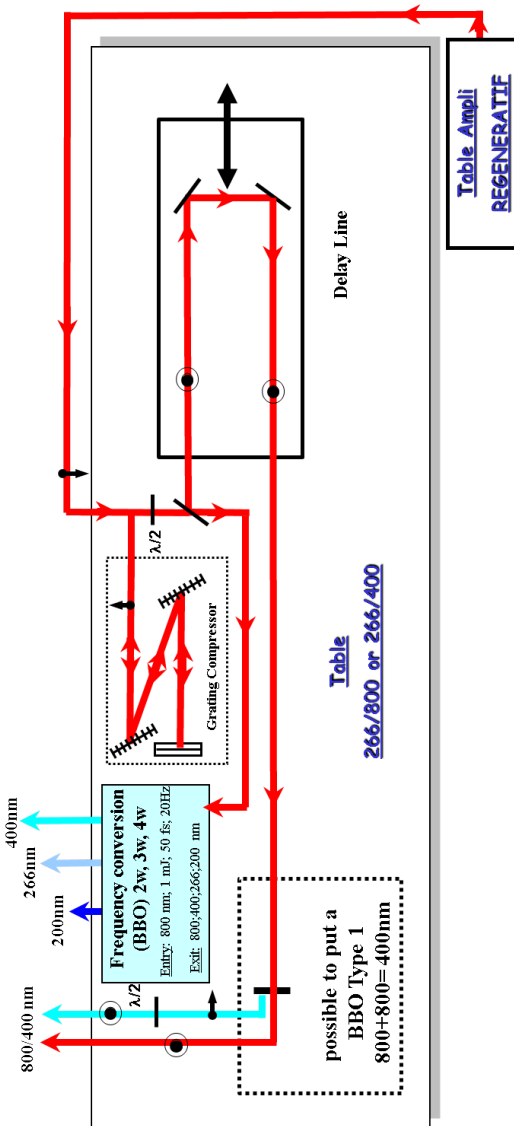 400nm
266nm
200nm
800/400 nm
Frequency conversion
(BBO) 2w, 3w, 4w
Entry: 800 nm; 1 mJ; 50 fs; 20Hz
Exit: 800;400;266;200 nm
λ/2
Grating Compressor
λ/2
Delay Line
Table Ampli
REGENERATIF
Table
266/800 or 266/400
possible to put a
BBO Type 1
800+800=400nm